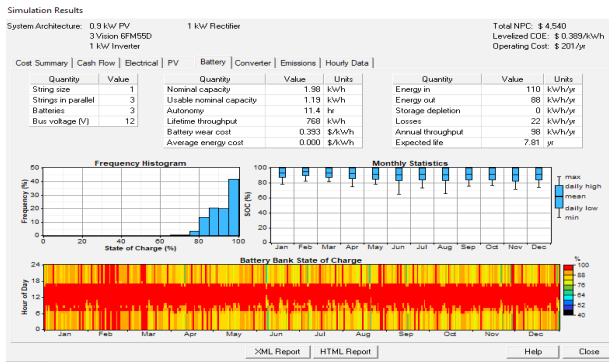 Simulation Results
System Architecture: 0.9 kW PV 1 kW Rectifier Total NPC: $ 4,540
3 Vision 6FM55D Levelized COE: $ 0.389/kWh
1 kW Inverter Operating Cost: $ 201/yr
Cost Summary Cash Flow Electrical PV Battery Converter Emissions Hourly Data
Quantity Value Quantity Value Units Quantity Value Units
String size 1 Nominal capacity 1.98 kWh Energy in 110 kWh/yr
Strings in parallel 3 Usable nominal capacity 1.19 kWh Energy out 88 kWh/yr
Batteries 3 Autonomy 11.4 hr Storage depletion 0 kWh/yr
Bus voltage (V) 12 Lifetime throughput 768 kWh Losses 22 kWh/yr
Battery wear cost 0.393 $/kWh Annual throughput 98 kWh/yr
Average energy cost 0.000 $/kWh Expected life 7.81 yr
Frequency Histogram
50
40
30
20
10
0
Frequency (%)
0 20 40 60 80 100
State of Charge (%)
Monthly Statistics
100
80
60
40
20
0
SOC (%)
Jan Feb Mar Apr May Jun Jul Aug Sep Oct Nov Dec
max
daily high
mean
daily low
min
Battery Bank State of Charge
24
18
12
6
0
Hour of Day
Jan Feb Mar Apr May Jun Jul Aug Sep Oct Nov Dec
%
100
88
76
64
52
40
XML Report HTML Report Help Close